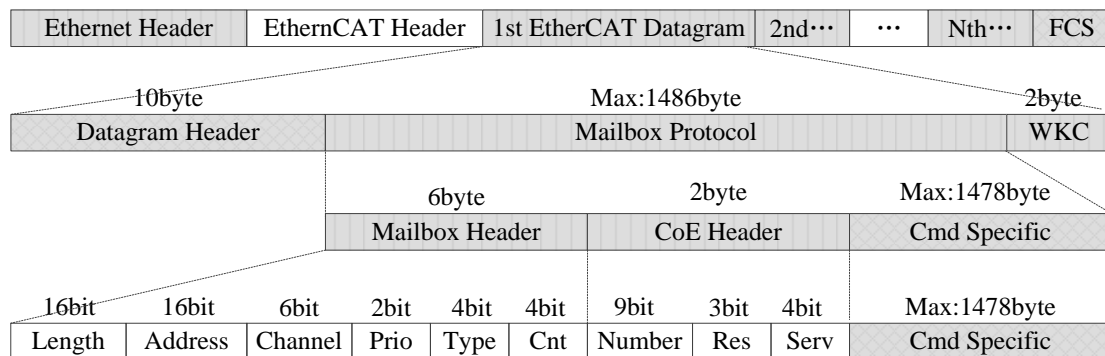 Ethernet Header EthernCAT Header 1st EtherCAT Datagram 2nd··· ··· Nth··· FCS
10byte Max:1486byte 2byte
Datagram Header Mailbox Protocol WKC
6byte 2byte Max:1478byte
Mailbox Header CoE Header Cmd Specific
16bit 16bit 6bit 2bit 4bit 4bit 9bit 3bit 4bit Max:1478byte
Length Address Channel Prio Type Cnt Number Res Serv Cmd Specific